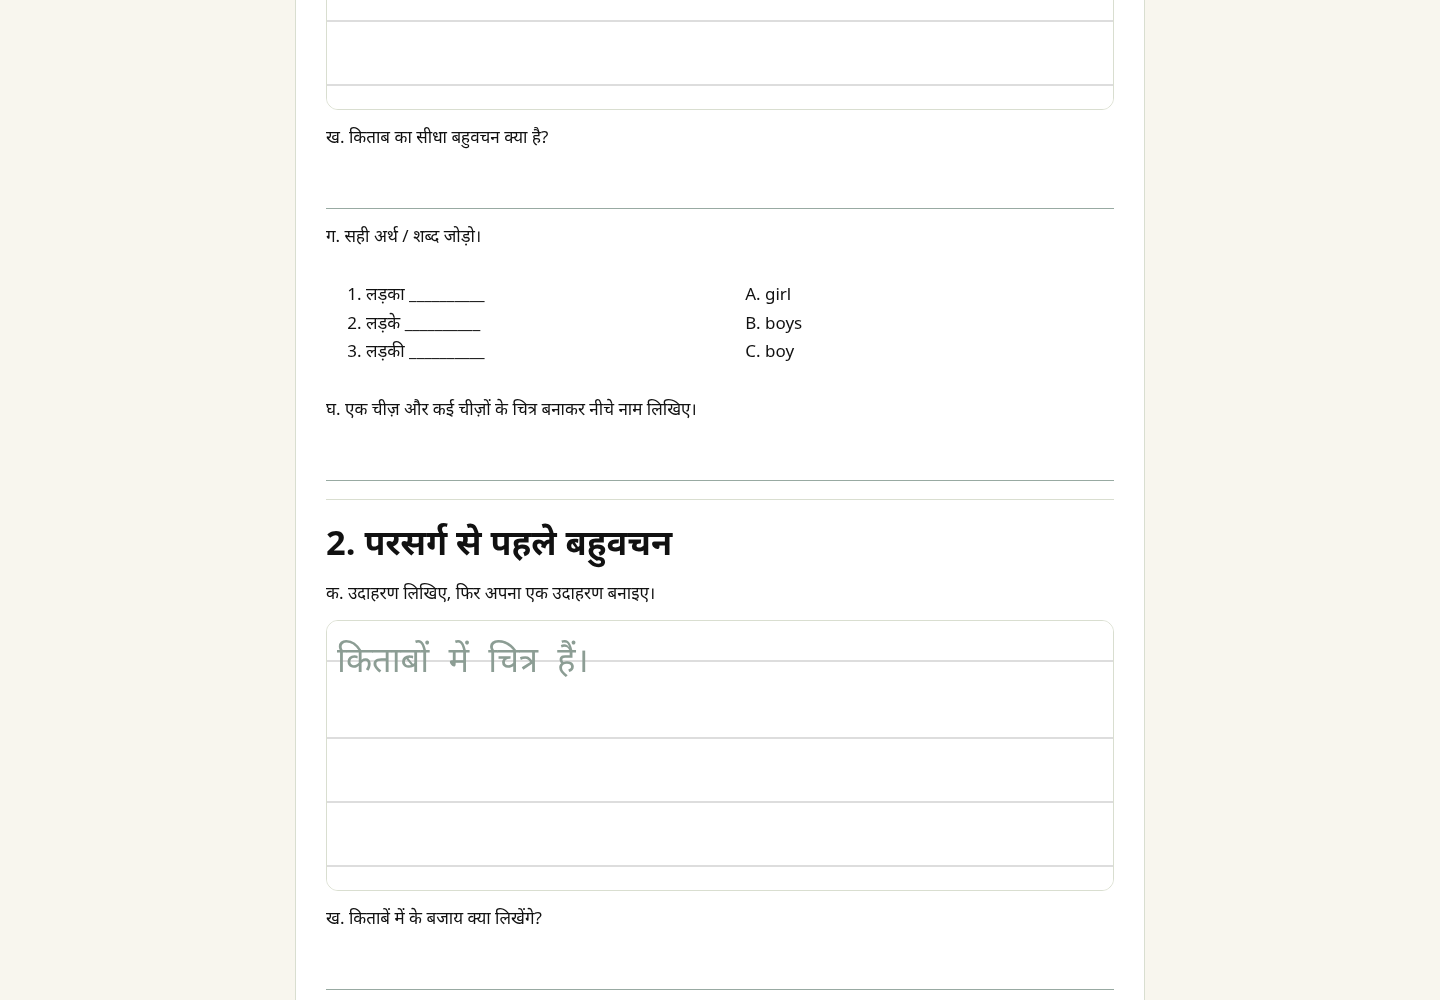 ख. किताब का सीधा बहुवचन क्या है?
ग. सही अर्थ / शब्द जोड़ो।
1. लड़का __________
A. girl
2. लड़के __________
B. boys
3. लड़की __________
C. boy
घ. एक चीज़ और कई चीज़ों के चित्र बनाकर नीचे नाम लिखिए।
2. परसर्ग से पहले बहुवचन
क. उदाहरण लिखिए, फिर अपना एक उदाहरण बनाइए।
किताबों में चित्र हैं।
ख. किताबें में के बजाय क्या लिखेंगे?